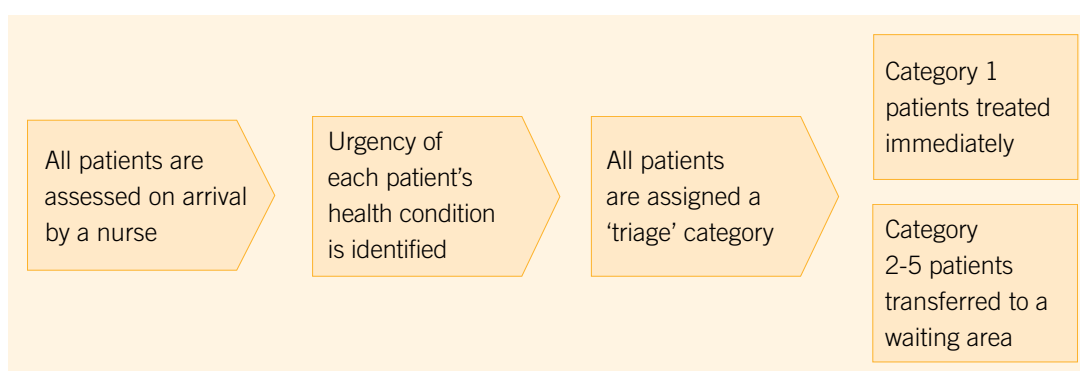 All patients are
assessed on arrival
by a nurse
Urgency of
each patient’s
health condition
is identified
All patients
are assigned a
‘triage’ category
Category 1
patients treated
immediately
Category
2-5 patients
transferred to a
waiting area